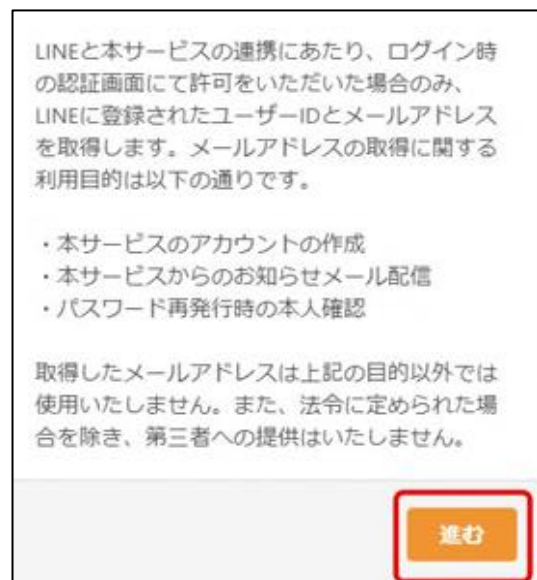 LINEと本サービスの連携にあたり、ログイン時
の認証画面にて許可をいただいた場合のみ、
LINEに登録されたユーザーIDとメールアドレス
を取得します。メールアドレスの取得に関する
利用目的は以下の通りです。
・本サービスのアカウントの作成
・本サービスからのお知らせメール配信
・パスワード再発行時の本人確認
取得したメールアドレスは上記の目的以外では
使用いたしません。また、法令に定められた場
合を除き、第三者への提供はいたしません。
進む